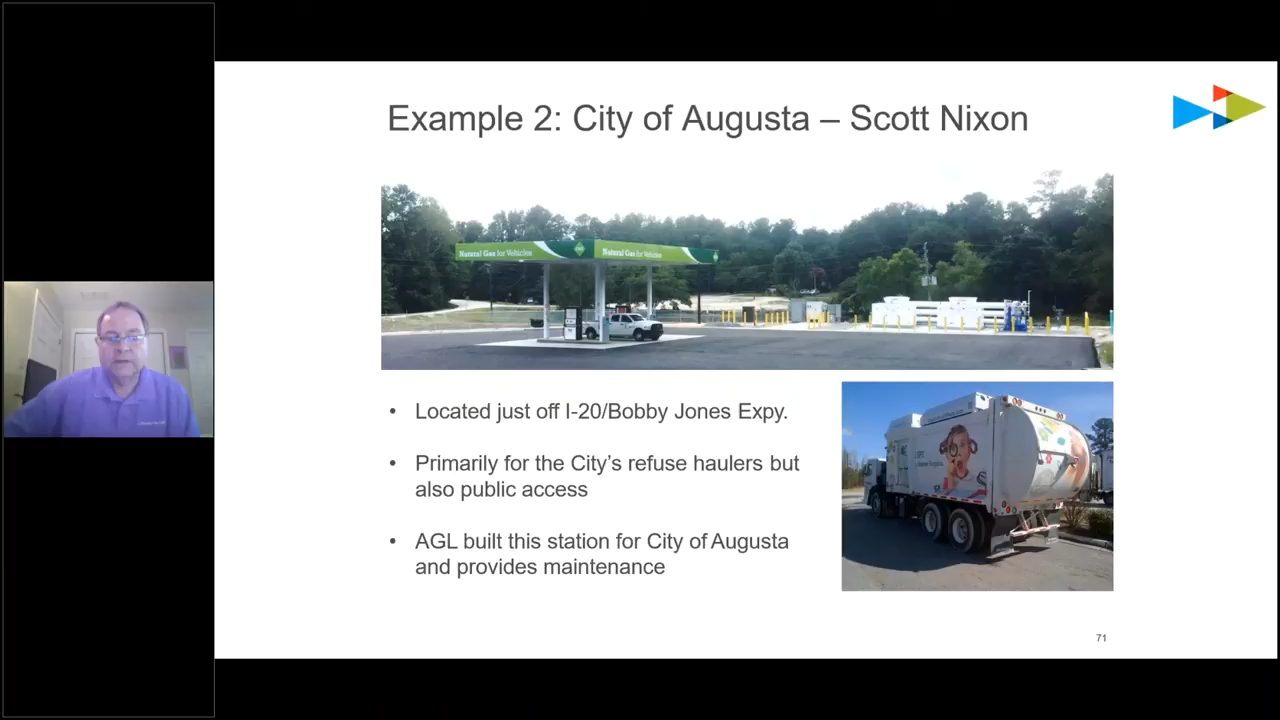 Example 2: City of Augusta – Scott Nixon
Natural Gas for Vehicles
Natural Gas for Vehicles
• Located just off I-20/Bobby Jones Expy.
• Primarily for the City's refuse haulers but
also public access
• AGL built this station for City of Augusta
and provides maintenance
71